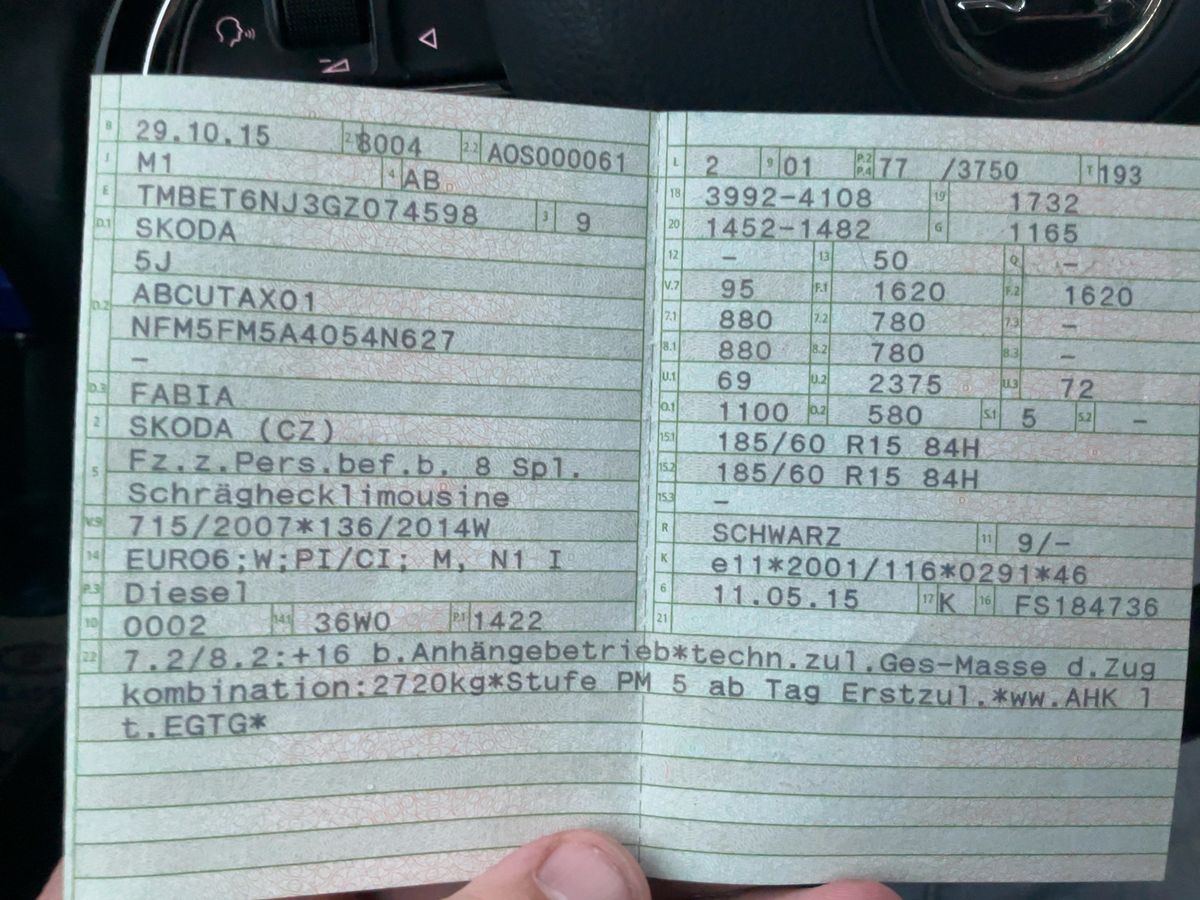 B 29.10.15 2.1 8004 2.2 AOS000061
J M1 4 AB
E TMBET6NJ3GZ074598 3 9
D.1 SKODA
5J
D.2 ABCUTAX01
NFM5FM5A4054N627
–
D.3 FABIA
2 SKODA (CZ)
5 Fz.z.Pers.bef.b. 8 Spl.
Schräghecklimousine
V.9 715/2007*136/2014W
14 EURO6;W;PI/CI; M, N1 I
P.3 Diesel
10 0002 14.1 36W0 P.1 1422
L 2 9 01 P.2 P.4 77 /3750 T 193
18 3992-4108 19 1732
20 1452-1482 G 1165
12 – 13 50 Q –
V.7 95 F.1 1620 F.2 1620
7.1 880 7.2 780 7.3 –
8.1 880 8.2 780 8.3 –
U.1 69 U.2 2375 U.3 72
O.1 1100 O.2 580 S.1 5 S.2 –
15.1 185/60 R15 84H
15.2 185/60 R15 84H
15.3 –
R SCHWARZ 11 9/–
K e11*2001/116*0291*46
6 11.05.15 17 K 16 FS184736
21
22 7.2/8.2:+16 b.Anhängebetrieb*techn.zul.Ges-Masse d.Zug
kombination:2720kg*Stufe PM 5 ab Tag Erstzul.*ww.AHK l
t.EGTG*